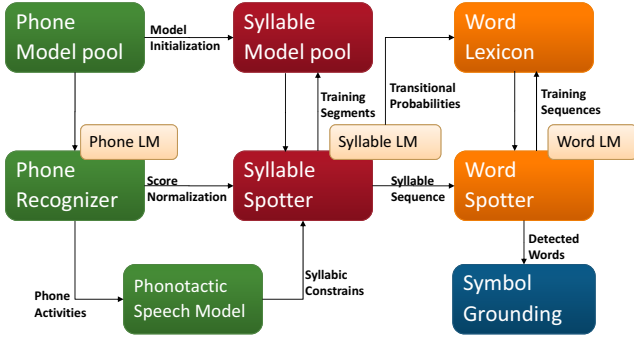 Phone
Model pool
Model
Initialization
Syllable
Model pool
Word
Lexicon
Training
Segments
Transitional
Probabilities
Training
Sequences
Phone LM
Syllable LM
Word LM
Phone
Recognizer
Score
Normalization
Syllable
Spotter
Syllable
Sequence
Word
Spotter
Detected
Words
Phone
Activities
Phonotactic
Speech Model
Syllabic
Constrains
Symbol
Grounding